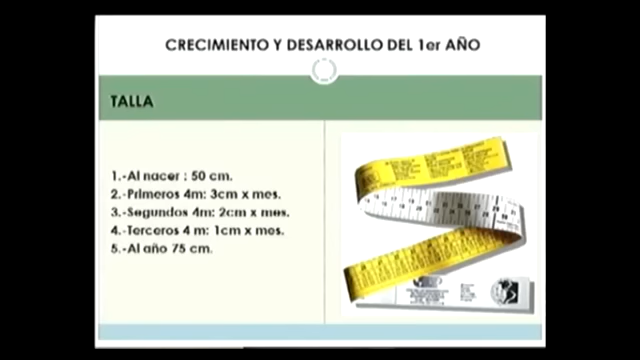 CRECIMIENTO Y DESARROLLO DEL 1er AÑO
TALLA
1.-Al nacer : 50 cm.
2.-Primeros 4m: 3cm x mes.
3.-Segundos 4m: 2cm x mes.
4.-Terceros 4 m: 1cm x mes.
5.-Al año 75 cm.